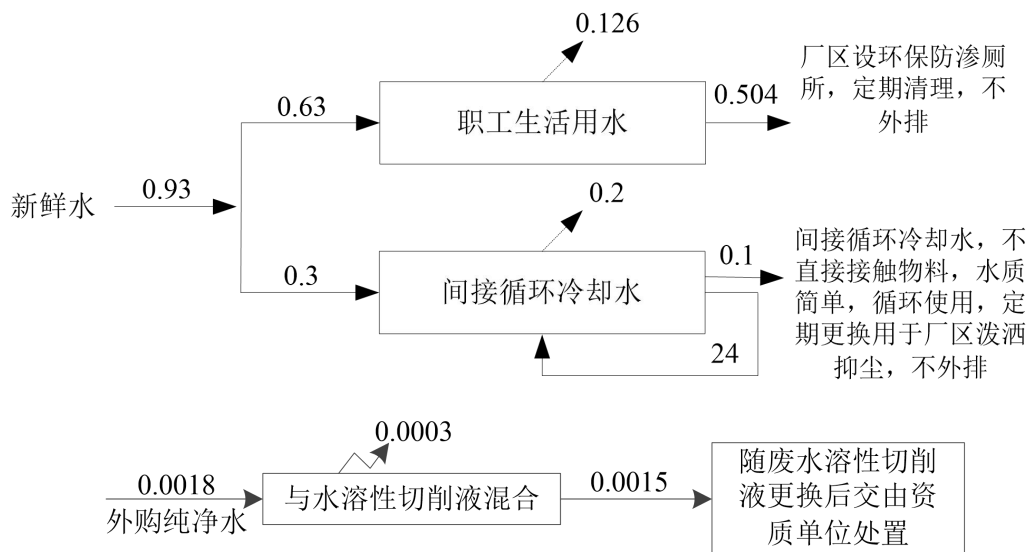 0.126
0.63
职工生活用水
0.504
厂区设环保防渗厕
所，定期清理，不
外排
新鲜水
0.93
0.2
0.3
间接循环冷却水
0.1
24
间接循环冷却水，不
直接接触物料，水质
简单，循环使用，定
期更换用于厂区泼洒
抑尘，不外排
0.0003
0.0018
外购纯净水
与水溶性切削液混合
0.0015
随废水溶性切削
液更换后交由资
质单位处置